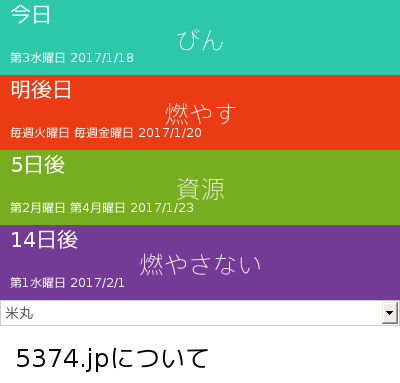 今日
びん
第3水曜日 2017/1/18
明後日
燃やす
毎週火曜日 毎週金曜日 2017/1/20
5日後
資源
第2月曜日 第4月曜日 2017/1/23
14日後
燃やさない
第1水曜日 2017/2/1
米丸
5374.jpについて